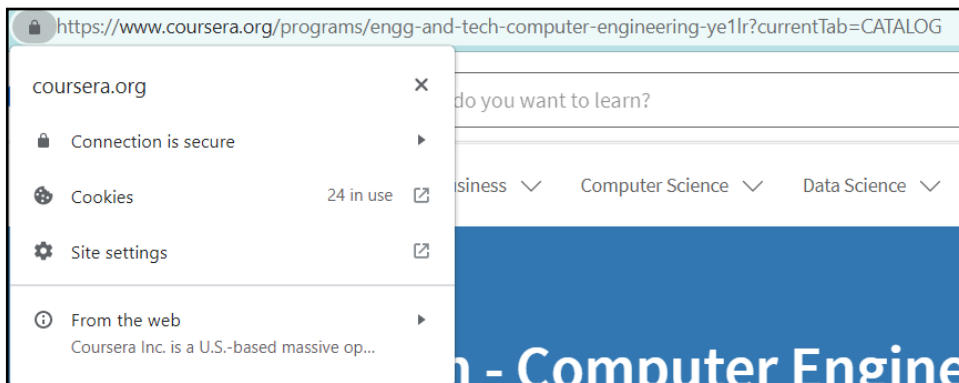 https://www.coursera.org/programs/engg-and-tech-computer-engineering-ye1lr?currentTab=CATALOG
coursera.org
do you want to learn?
Connection is secure
Cookies 24 in use
siness Computer Science Data Science
Site settings
From the web
Coursera Inc. is a U.S.-based massive op...
- Computer Engine